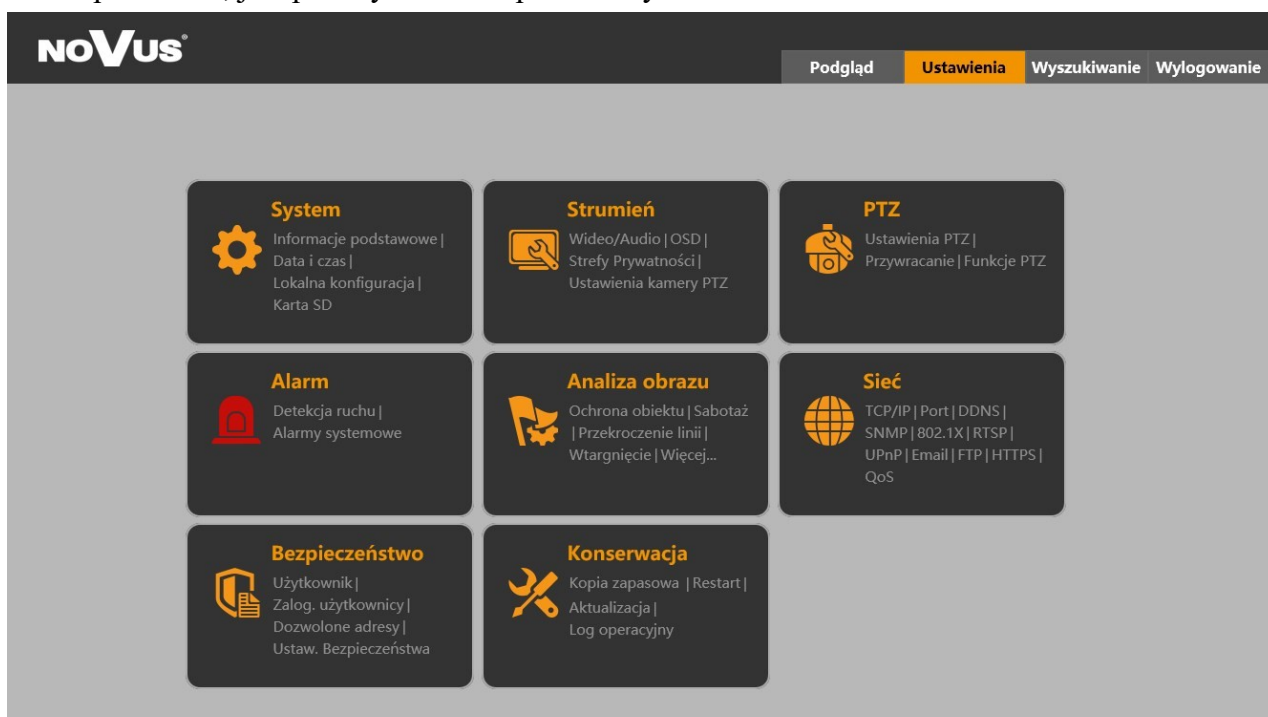 NOVUS®
Podgląd Ustawienia Wyszukiwanie Wylogowanie
System
Informacje podstawowe |
Data i czas |
Lokalna konfiguracja |
Karta SD
Strumień
Wideo/Audio | OSD |
Strefy Prywatności |
Ustawienia kamery PTZ
PTZ
Ustawienia PTZ |
Przywracanie | Funkcje PTZ
Alarm
Detekcja ruchu |
Alarmy systemowe
Analiza obrazu
Ochrona obiektu | Sabotaż
| Przekroczenie linii |
Wtargnięcie | Więcej...
Sieć
TCP/IP | Port | DDNS |
SNMP | 802.1X | RTSP |
UPnP | Email | FTP | HTTPS |
QoS
Bezpieczeństwo
Użytkownik |
Zalog. użytkownicy |
Dozwolone adresy |
Ustaw. Bezpieczeństwa
Konserwacja
Kopia zapasowa | Restart |
Aktualizacja |
Log operacyjny